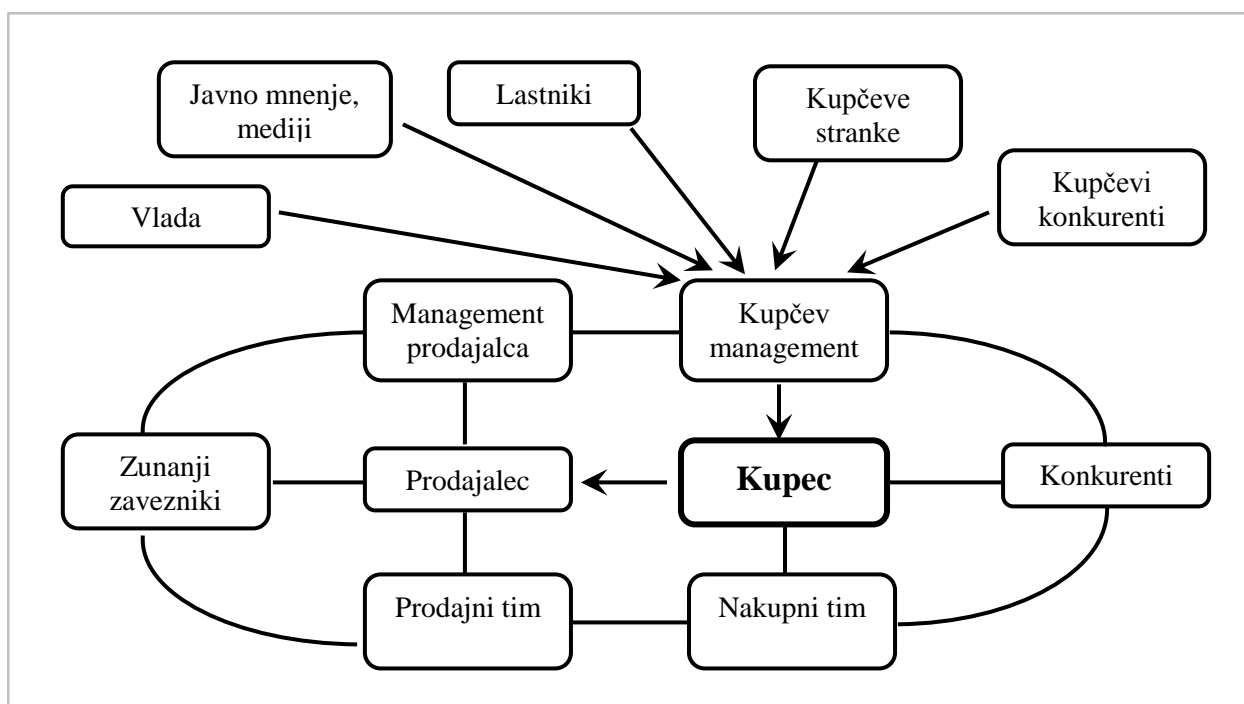 Javno mnenje,
mediji
Lastniki
Kupčeve
stranke
Kupčevi
konkurenti
Vlada
Management
prodajalca
Kupčev
management
Zunanji
zavezniki
Prodajalec
Kupec
Konkurenti
Prodajni tim
Nakupni tim